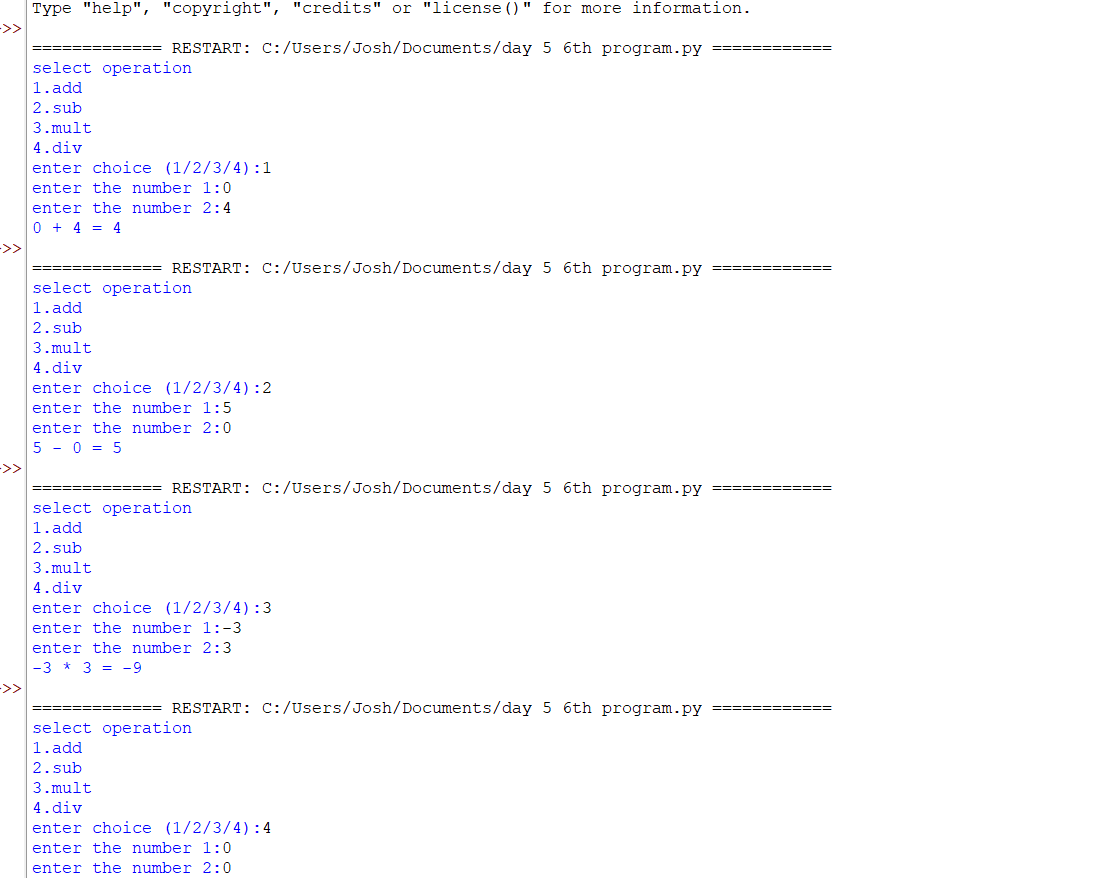 Type "help", "copyright", "credits" or "license()" for more information.
>>
============= RESTART: C:/Users/Josh/Documents/day 5 6th program.py ============
select operation
1.add
2.sub
3.mult
4.div
enter choice (1/2/3/4):1
enter the number 1:0
enter the number 2:4
0 + 4 = 4
>>
============= RESTART: C:/Users/Josh/Documents/day 5 6th program.py ============
select operation
1.add
2.sub
3.mult
4.div
enter choice (1/2/3/4):2
enter the number 1:5
enter the number 2:0
5 - 0 = 5
>>
============= RESTART: C:/Users/Josh/Documents/day 5 6th program.py ============
select operation
1.add
2.sub
3.mult
4.div
enter choice (1/2/3/4):3
enter the number 1:-3
enter the number 2:3
-3 * 3 = -9
>>
============= RESTART: C:/Users/Josh/Documents/day 5 6th program.py ============
select operation
1.add
2.sub
3.mult
4.div
enter choice (1/2/3/4):4
enter the number 1:0
enter the number 2:0